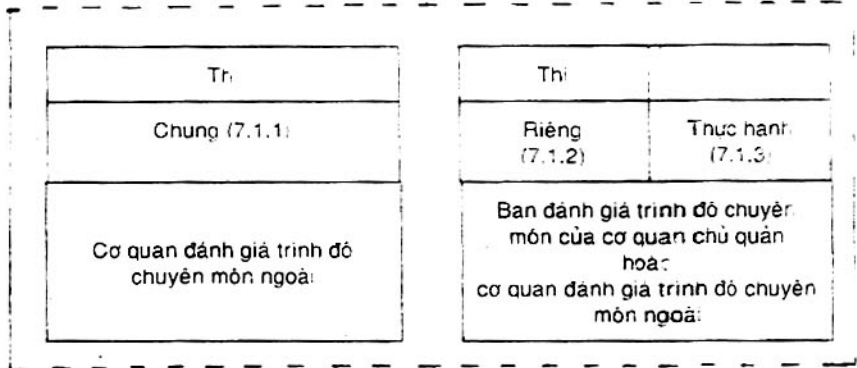 Thi
Chung (7.1.1)
Cơ quan đánh giá trình độ
chuyên môn ngoài
Thi
Riêng
(7.1.2)
Thực hành
(7.1.3)
Ban đánh giá trình độ chuyên
môn của cơ quan chủ quản
hoặc
cơ quan đánh giá trình độ chuyên
môn ngoài